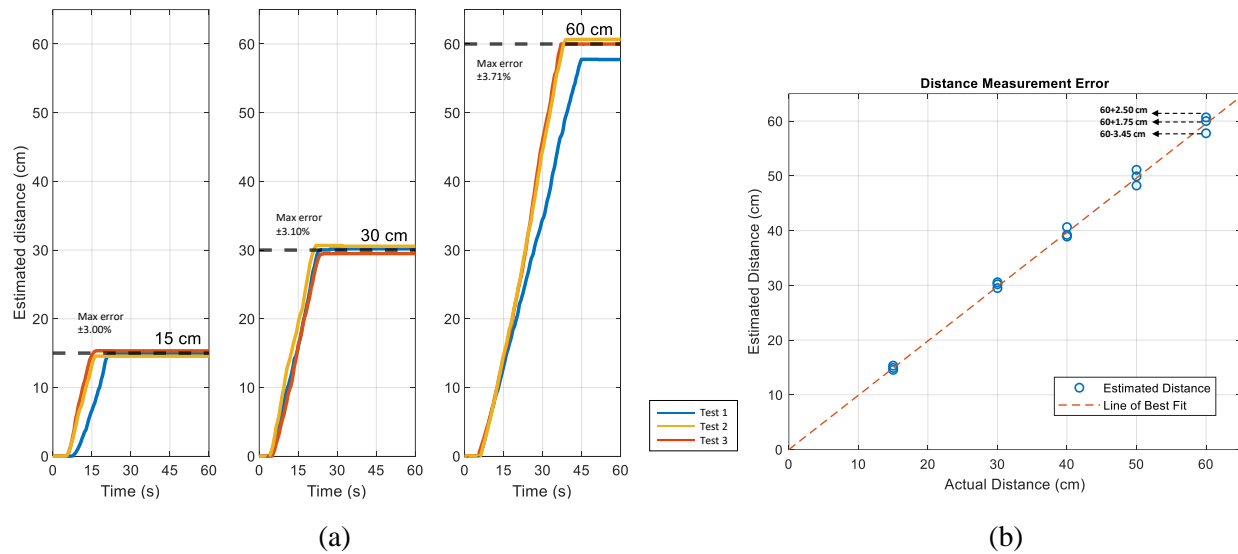 Estimated distance (cm)
60
50
40
30
20
10
0
Max error
±3.00%
15 cm
0 15 30 45 60
Time (s)
60
50
40
30
20
10
0
Max error
±3.10%
30 cm
0 15 30 45 60
Time (s)
60
50
40
30
20
10
0
60 cm
Max error
±3.71%
0 15 30 45 60
Time (s)
Test 1
Test 2
Test 3
(a)
Distance Measurement Error
Estimated Distance (cm)
60
50
40
30
20
10
0
60+2.50 cm
60+1.75 cm
60-3.45 cm
Estimated Distance
Line of Best Fit
0 10 20 30 40 50 60
Actual Distance (cm)
(b)